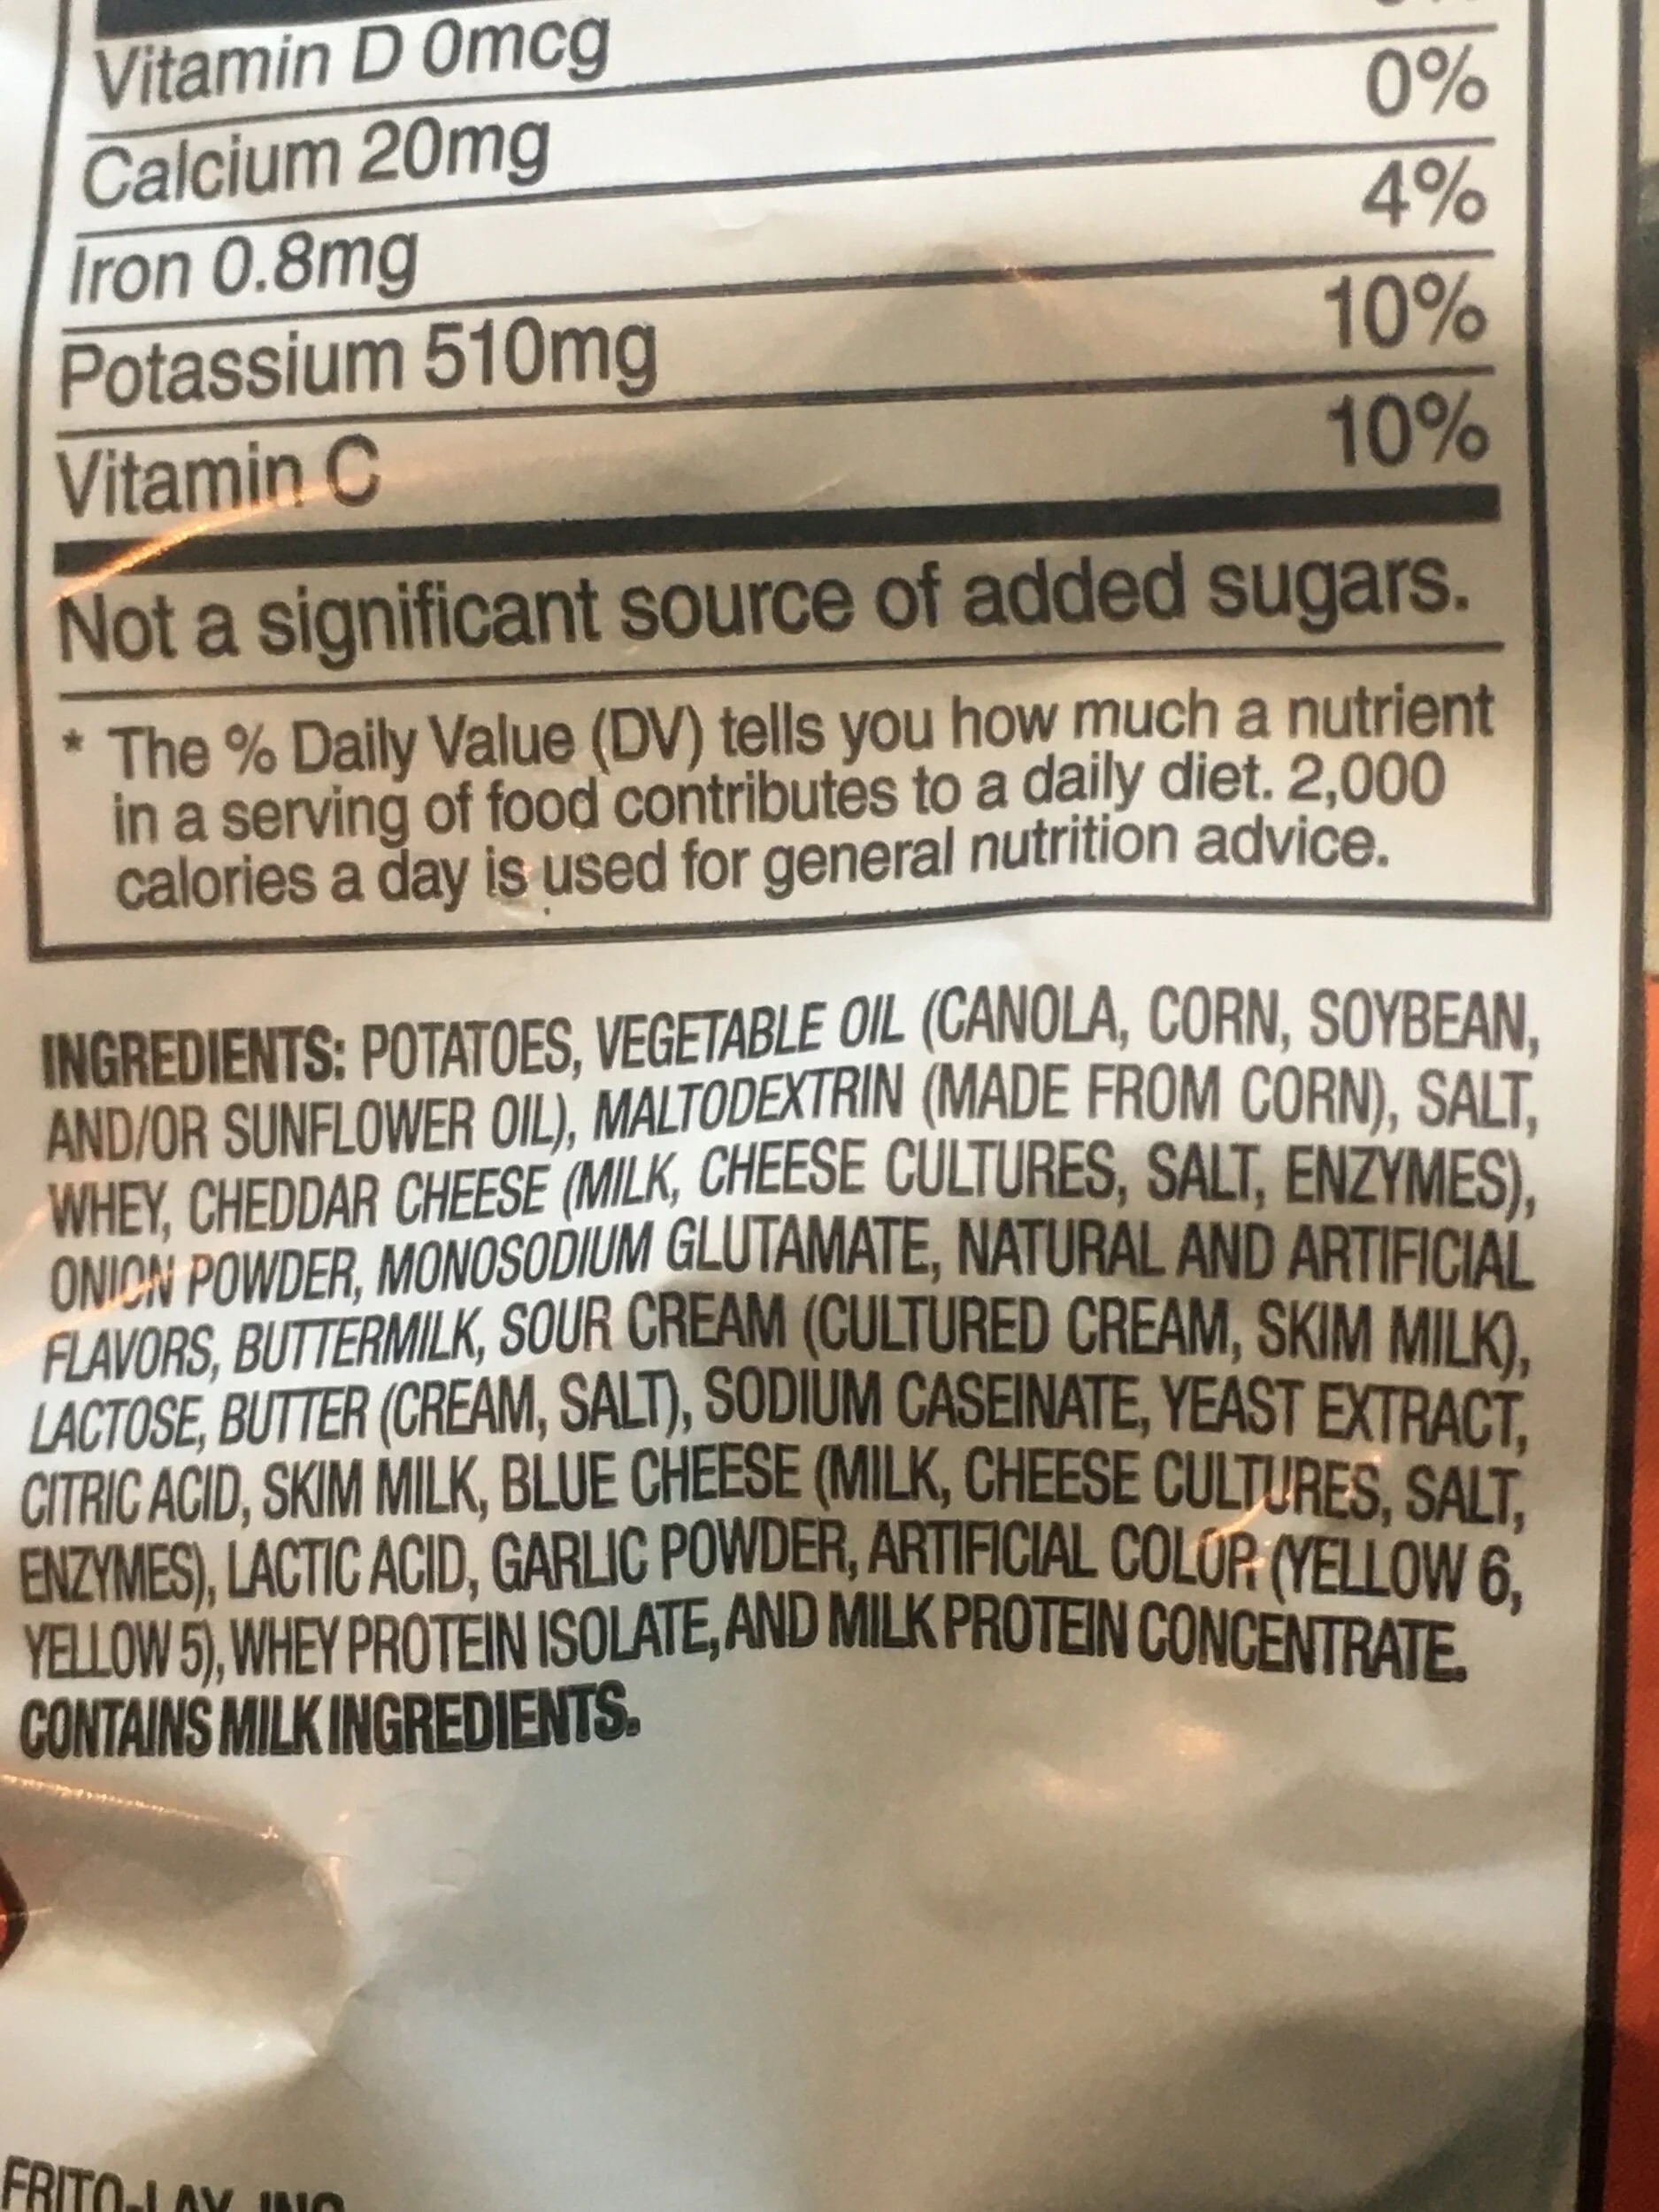 Vitamin D 0mcg
Calcium 20mg 0%
Iron 0.8mg 4%
Potassium 510mg 10%
Vitamin C 10%
Not a significant source of added sugars.
* The % Daily Value (DV) tells you how much a nutrient
in a serving of food contributes to a daily diet. 2,000
calories a day is used for general nutrition advice.
INGREDIENTS: POTATOES, VEGETABLE OIL (CANOLA, CORN, SOYBEAN,
AND/OR SUNFLOWER OIL), MALTODEXTRIN (MADE FROM CORN), SALT,
WHEY, CHEDDAR CHEESE (MILK, CHEESE CULTURES, SALT, ENZYMES),
ONION POWDER, MONOSODIUM GLUTAMATE, NATURAL AND ARTIFICIAL
FLAVORS, BUTTERMILK, SOUR CREAM (CULTURED CREAM, SKIM MILK),
LACTOSE, BUTTER (CREAM, SALT), SODIUM CASEINATE, YEAST EXTRACT,
CITRIC ACID, SKIM MILK, BLUE CHEESE (MILK, CHEESE CULTURES, SALT,
ENZYMES), LACTIC ACID, GARLIC POWDER, ARTIFICIAL COLOR (YELLOW 6,
YELLOW 5), WHEY PROTEIN ISOLATE, AND MILK PROTEIN CONCENTRATE.
CONTAINS MILK INGREDIENTS.
FRITO-LAY, INC.